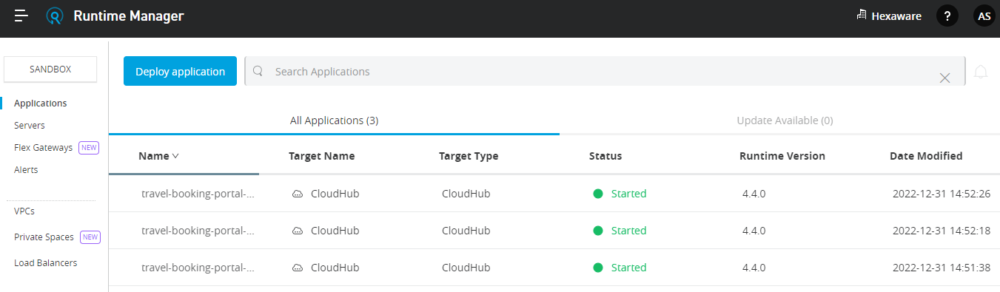 Runtime Manager
Hexaware
?
AS
SANDBOX
Applications
Servers
Flex Gateways NEW
Alerts
VPCs
Private Spaces NEW
Load Balancers
Deploy application
Search Applications
All Applications (3) Update Available (0)
Name Target Name Target Type Status Runtime Version Date Modified
travel-booking-portal-... CloudHub CloudHub Started 4.4.0 2022-12-31 14:52:26
travel-booking-portal-... CloudHub CloudHub Started 4.4.0 2022-12-31 14:52:18
travel-booking-portal-... CloudHub CloudHub Started 4.4.0 2022-12-31 14:51:38